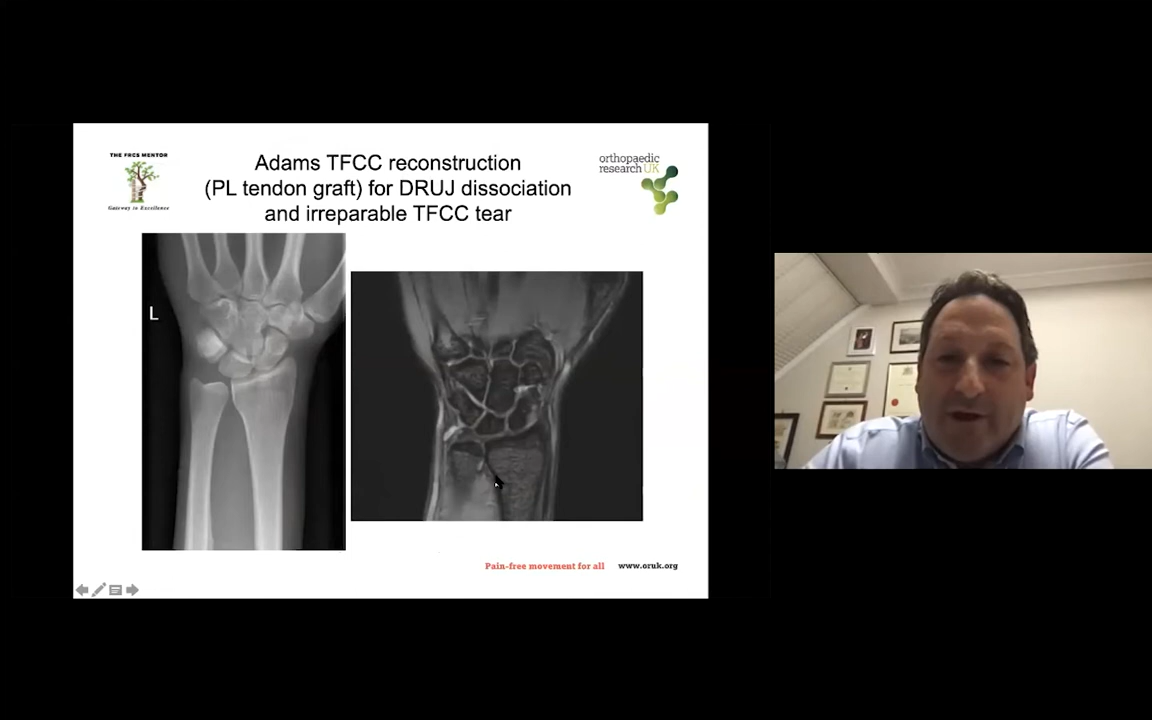 THE FRCS MENTOR
Gateway to Excellence
Adams TFCC reconstruction
(PL tendon graft) for DRUJ dissociation
and irreparable TFCC tear
orthopaedic
research UK
L
Pain-free movement for all
www.oruk.org